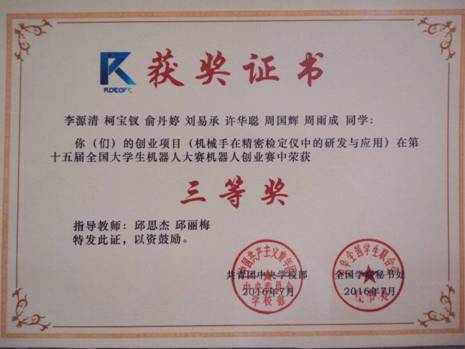 获奖证书
李源清 柯宝钗 俞丹婷 刘易承 许华聪 周国辉 周雨成 同学:
你（们）的创业项目（机械手在精密检定仪中的研发与应用）在第
十五届全国大学生机器人大赛机器人创业赛中荣获
三等奖
指导教师: 邱思杰 邱丽梅
特发此证，以资鼓励。
共青团中央学校部 全国学联秘书处
2016年7月 2016年7月